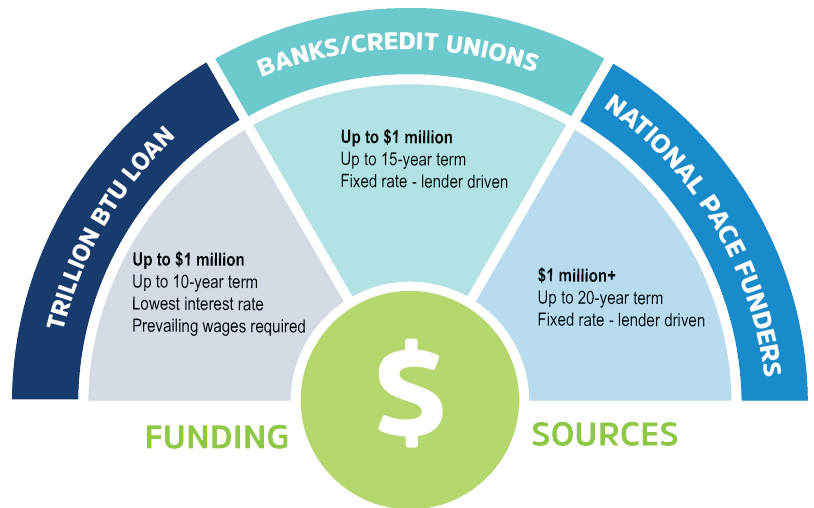 TRILLION BTU LOAN
Up to $1 million
Up to 10-year term
Lowest interest rate
Prevailing wages required
BANKS/CREDIT UNIONS
Up to $1 million
Up to 15-year term
Fixed rate - lender driven
NATIONAL PACE FUNDERS
$1 million+
Up to 20-year term
Fixed rate - lender driven
$
FUNDING SOURCES